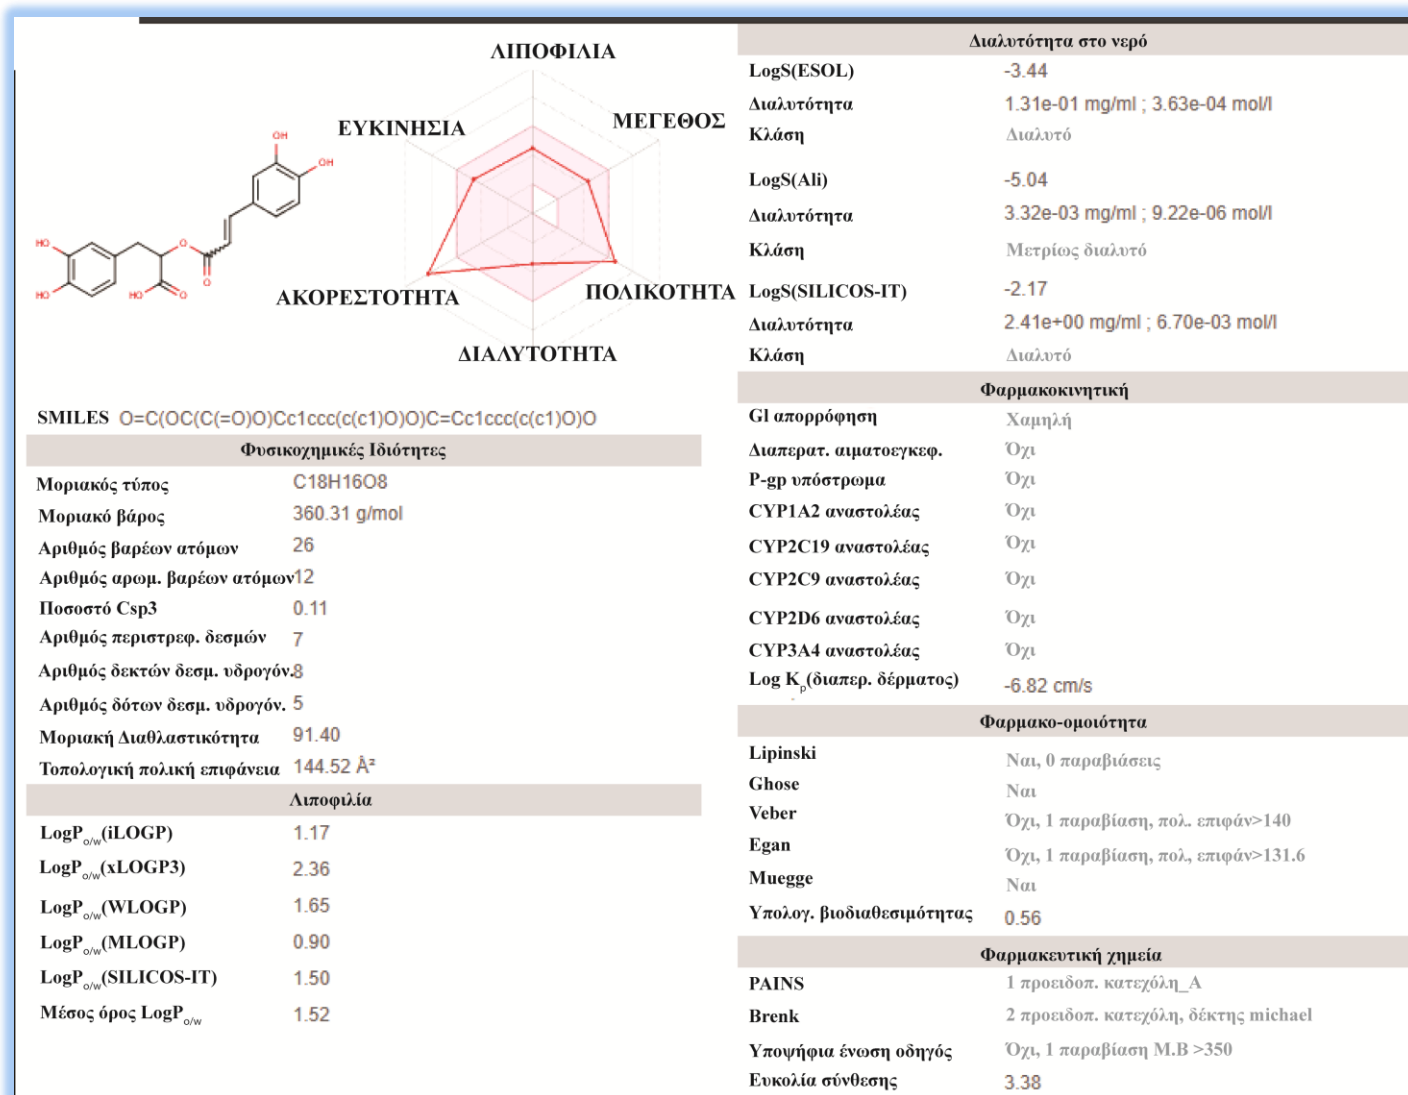 ΛΙΠΟΦΙΛΙΑ
ΕΥΚΙΝΗΣΙΑ
ΜΕΓΕΘΟΣ
ΑΚΟΡΕΣΤΟΤΗΤΑ
ΠΟΛΙΚΟΤΗΤΑ
ΔΙΑΛΥΤΟΤΗΤΑ
OH
OH
HO
HO
O
O
HO
O
SMILES O=C(OC(C(=O)O)Cc1ccc(c(c1)O)O)C=Cc1ccc(c(c1)O)O
Φυσικοχημικές Ιδιότητες
Μοριακός τύπος C18H16O8
Μοριακό βάρος 360.31 g/mol
Αριθμός βαρέων ατόμων 26
Αριθμός αρωμ. βαρέων ατόμων 12
Ποσοστό Csp3 0.11
Αριθμός περιστρεφ. δεσμών 7
Αριθμός δεκτών δεσμ. υδρογόν. 8
Αριθμός δότων δεσμ. υδρογόν. 5
Μοριακή Διαθλαστικότητα 91.40
Τοπολογική πολική επιφάνεια 144.52 Å²
Λιποφιλία
LogPo/w(iLOGP) 1.17
LogPo/w(xLOGP3) 2.36
LogPo/w(WLOGP) 1.65
LogPo/w(MLOGP) 0.90
LogPo/w(SILICOS-IT) 1.50
Μέσος όρος LogPo/w 1.52
Διαλυτότητα στο νερό
LogS(ESOL) -3.44
Διαλυτότητα 1.31e-01 mg/ml ; 3.63e-04 mol/l
Κλάση Διαλυτό
LogS(Ali) -5.04
Διαλυτότητα 3.32e-03 mg/ml ; 9.22e-06 mol/l
Κλάση Μετρίως διαλυτό
LogS(SILICOS-IT) -2.17
Διαλυτότητα 2.41e+00 mg/ml ; 6.70e-03 mol/l
Κλάση Διαλυτό
Φαρμακοκινητική
Gl απορρόφηση Χαμηλή
Διαπερατ. αιματοεγκεφ. Όχι
P-gp υπόστρωμα Όχι
CYP1A2 αναστολέας Όχι
CYP2C19 αναστολέας Όχι
CYP2C9 αναστολέας Όχι
CYP2D6 αναστολέας Όχι
CYP3A4 αναστολέας Όχι
Log Kp(διαπερ. δέρματος) -6.82 cm/s
Φαρμακο-ομοιότητα
Lipinski Ναι, 0 παραβιάσεις
Ghose Ναι
Veber Όχι, 1 παραβίαση, πολ. επιφάν>140
Egan Όχι, 1 παραβίαση, πολ, επιφάν>131.6
Muegge Ναι
Υπολογ. βιοδιαθεσιμότητας 0.56
Φαρμακευτική χημεία
PAINS 1 προειδοπ. κατεχόλη_Α
Brenk 2 προειδοπ. κατεχόλη, δέκτης michael
Υποψήφια ένωση οδηγός Όχι, 1 παραβίαση Μ.Β >350
Ευκολία σύνθεσης 3.38